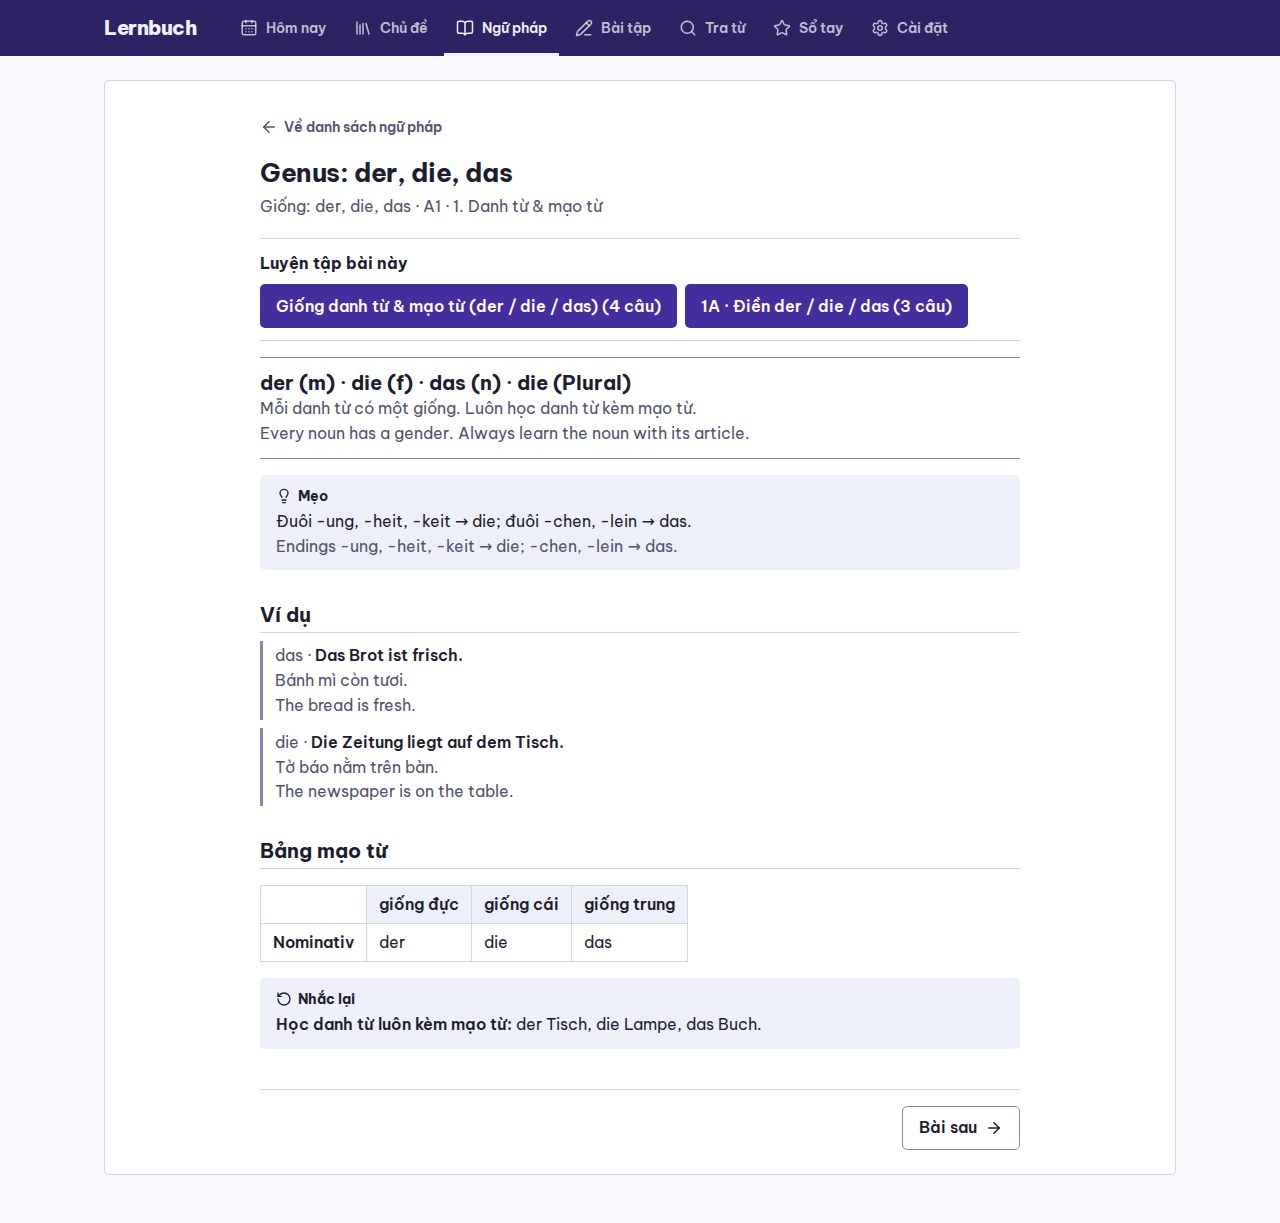 Lernbuch
Hôm nay
Chủ đề
Ngữ pháp
Bài tập
Tra từ
Sổ tay
Cài đặt
Về danh sách ngữ pháp
Genus: der, die, das
Giống: der, die, das · A1 · 1. Danh từ & mạo từ
Luyện tập bài này
Giống danh từ & mạo từ (der / die / das) (4 câu)
1A · Điền der / die / das (3 câu)
der (m) · die (f) · das (n) · die (Plural)
Mỗi danh từ có một giống. Luôn học danh từ kèm mạo từ.
Every noun has a gender. Always learn the noun with its article.
Mẹo
Đuôi -ung, -heit, -keit → die; đuôi -chen, -lein → das.
Endings -ung, -heit, -keit → die; -chen, -lein → das.
Ví dụ
das · Das Brot ist frisch.
Bánh mì còn tươi.
The bread is fresh.
die · Die Zeitung liegt auf dem Tisch.
Tờ báo nằm trên bàn.
The newspaper is on the table.
Bảng mạo từ
giống đực giống cái giống trung
Nominativ der die das
Nhắc lại
Học danh từ luôn kèm mạo từ: der Tisch, die Lampe, das Buch.
Bài sau